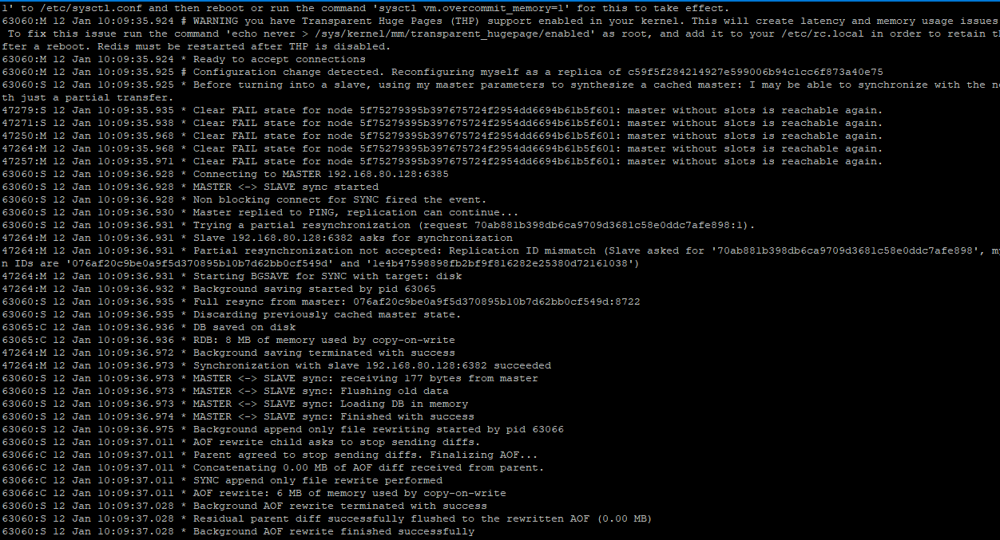 1' to /etc/sysctl.conf and then reboot or run the command 'sysctl vm.overcommit_memory=1' for this to take effect.
63060:M 12 Jan 10:09:35.924 # WARNING you have Transparent Huge Pages (THP) support enabled in your kernel. This will create latency and memory usage issues
To fix this issue run the command 'echo never > /sys/kernel/mm/transparent_hugepage/enabled' as root, and add it to your /etc/rc.local in order to retain th
fter a reboot. Redis must be restarted after THP is disabled.
63060:M 12 Jan 10:09:35.924 * Ready to accept connections
63060:M 12 Jan 10:09:35.925 # Configuration change detected. Reconfiguring myself as a replica of c59f5f284214927e599006b94c1cc6f873a40e75
63060:S 12 Jan 10:09:35.925 * Before turning into a slave, using my master parameters to synthesize a cached master: I may be able to synchronize with the ne
th just a partial transfer.
47279:S 12 Jan 10:09:35.935 * Clear FAIL state for node 5f75279395b397675724f2954dd6694b61b5f601: master without slots is reachable again.
47271:S 12 Jan 10:09:35.938 * Clear FAIL state for node 5f75279395b397675724f2954dd6694b61b5f601: master without slots is reachable again.
47250:M 12 Jan 10:09:35.968 * Clear FAIL state for node 5f75279395b397675724f2954dd6694b61b5f601: master without slots is reachable again.
47264:M 12 Jan 10:09:35.968 * Clear FAIL state for node 5f75279395b397675724f2954dd6694b61b5f601: master without slots is reachable again.
47257:M 12 Jan 10:09:35.971 * Clear FAIL state for node 5f75279395b397675724f2954dd6694b61b5f601: master without slots is reachable again.
63060:S 12 Jan 10:09:36.928 * Connecting to MASTER 192.168.80.128:6385
63060:S 12 Jan 10:09:36.928 * MASTER <-> SLAVE sync started
63060:S 12 Jan 10:09:36.928 * Non blocking connect for SYNC fired the event.
63060:S 12 Jan 10:09:36.930 * Master replied to PING, replication can continue...
63060:S 12 Jan 10:09:36.931 * Trying a partial resynchronization (request 70ab881b398db6ca9709d3681c58e0ddc7afe898:1).
47264:M 12 Jan 10:09:36.931 * Slave 192.168.80.128:6382 asks for synchronization
47264:M 12 Jan 10:09:36.931 * Partial resynchronization not accepted: Replication ID mismatch (Slave asked for '70ab881b398db6ca9709d3681c58e0ddc7afe898', my
n IDs are '076af20c9be0a9f5d370895b10b7d62bb0cf549d' and '1e4b47598898fb2bf9f816282e25380d72161038')
47264:M 12 Jan 10:09:36.931 * Starting BGSAVE for SYNC with target: disk
47264:M 12 Jan 10:09:36.932 * Background saving started by pid 63065
63060:S 12 Jan 10:09:36.935 * Full resync from master: 076af20c9be0a9f5d370895b10b7d62bb0cf549d:8722
63060:S 12 Jan 10:09:36.935 * Discarding previously cached master state.
63065:C 12 Jan 10:09:36.936 * DB saved on disk
63065:C 12 Jan 10:09:36.936 * RDB: 8 MB of memory used by copy-on-write
47264:M 12 Jan 10:09:36.972 * Background saving terminated with success
47264:M 12 Jan 10:09:36.973 * Synchronization with slave 192.168.80.128:6382 succeeded
63060:S 12 Jan 10:09:36.973 * MASTER <-> SLAVE sync: receiving 177 bytes from master
63060:S 12 Jan 10:09:36.973 * MASTER <-> SLAVE sync: Flushing old data
63060:S 12 Jan 10:09:36.973 * MASTER <-> SLAVE sync: Loading DB in memory
63060:S 12 Jan 10:09:36.974 * MASTER <-> SLAVE sync: Finished with success
63060:S 12 Jan 10:09:36.975 * Background append only file rewriting started by pid 63066
63060:S 12 Jan 10:09:37.011 * AOF rewrite child asks to stop sending diffs.
63066:C 12 Jan 10:09:37.011 * Parent agreed to stop sending diffs. Finalizing AOF...
63066:C 12 Jan 10:09:37.011 * Concatenating 0.00 MB of AOF diff received from parent.
63066:C 12 Jan 10:09:37.011 * SYNC append only file rewrite performed
63066:C 12 Jan 10:09:37.011 * AOF rewrite: 6 MB of memory used by copy-on-write
63060:S 12 Jan 10:09:37.028 * Background AOF rewrite terminated with success
63060:S 12 Jan 10:09:37.028 * Residual parent diff successfully flushed to the rewritten AOF (0.00 MB)
63060:S 12 Jan 10:09:37.028 * Background AOF rewrite finished successfully